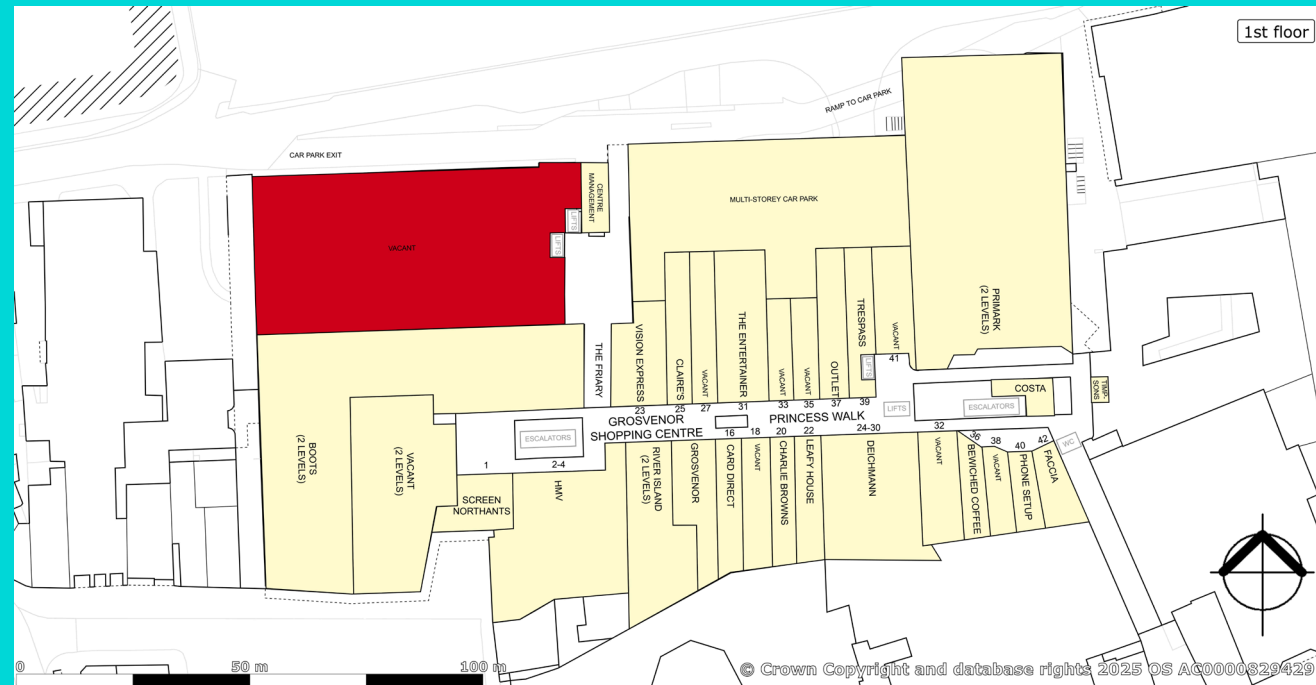 1st floor
RAMP TO CAR PARK
CAR PARK EXIT
CENTRE
MANAGEMENT
LIFTS
LIFTS
VACANT
MULTI-STOREY CAR PARK
PRIMARK
(2 LEVELS)
THE FRIARY
VISION EXPRESS
23
CLAIRE'S
25
VACANT
27
THE ENTERTAINER
31
VACANT
33
VACANT
35
OUTLET
37
TRESPASS
39
LIFTS
VACANT
41
COSTA
TIMP-
SONS
ESCALATORS
LIFTS
GROSVENOR
SHOPPING CENTRE
PRINCESS WALK
ESCALATORS
BOOTS
(2 LEVELS)
VACANT
(2 LEVELS)
1
2-4
SCREEN
NORTHANTS
HMV
RIVER ISLAND
(2 LEVELS)
GROSVENOR
16
CARD DIRECT
18
VACANT
20
CHARLIE BROWNS
22
LEAFY HOUSE
24-30
DEICHMANN
32
VACANT
36
BEWICHED COFFEE
38
VACANT
40
PHONE SETUP
42
FACCIA
WC
0
50 m
100 m
© Crown Copyright and database rights 2025 OS AC0000829429